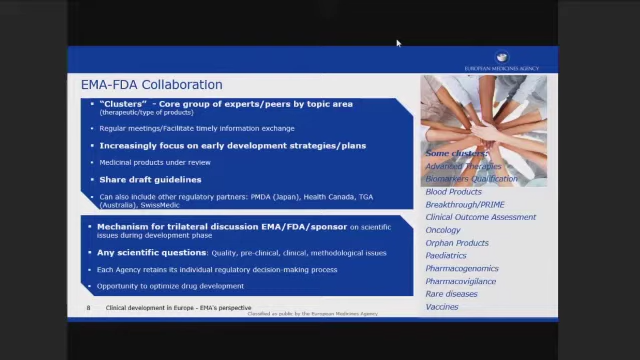 EUROPEAN MEDICINES AGENCY
EMA-FDA Collaboration
• "Clusters" - Core group of experts/peers by topic area
(therapeutic/type of products)
• Regular meetings/Facilitate timely information exchange
• Increasingly focus on early development strategies/plans
• Medicinal products under review
• Share draft guidelines
• Can also include other regulatory partners: PMDA (Japan), Health Canada, TGA
(Australia), SwissMedic
• Mechanism for trilateral discussion EMA/FDA/sponsor on scientific
issues during development phase
• Any scientific questions: Quality, pre-clinical, clinical, methodological issues
• Each Agency retains its individual regulatory decision-making process
• Opportunity to optimize drug development
Some clusters:
Advanced Therapies
Biomarkers Qualification
Blood Products
Breakthrough/PRIME
Clinical Outcome Assessment
Oncology
Orphan Products
Paediatrics
Pharmacogenomics
Pharmacovigilance
Rare diseases
Vaccines
8 Clinical development in Europe - EMA's perspective
Classified as public by the European Medicines Agency